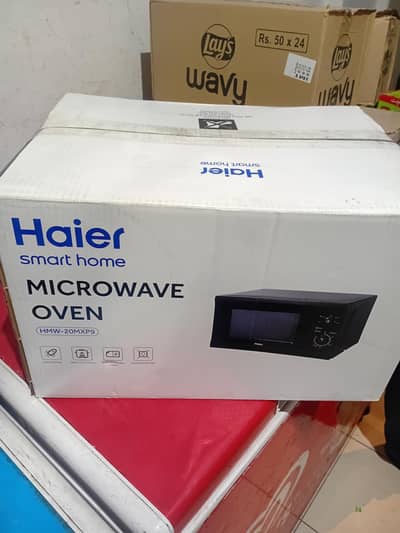 Lay's
Rs. 50 x 24
Lay's
wavy
wavy
Haier
smart home
Haier
smart home
MICROWAVE
OVEN
HMW-20MXP9